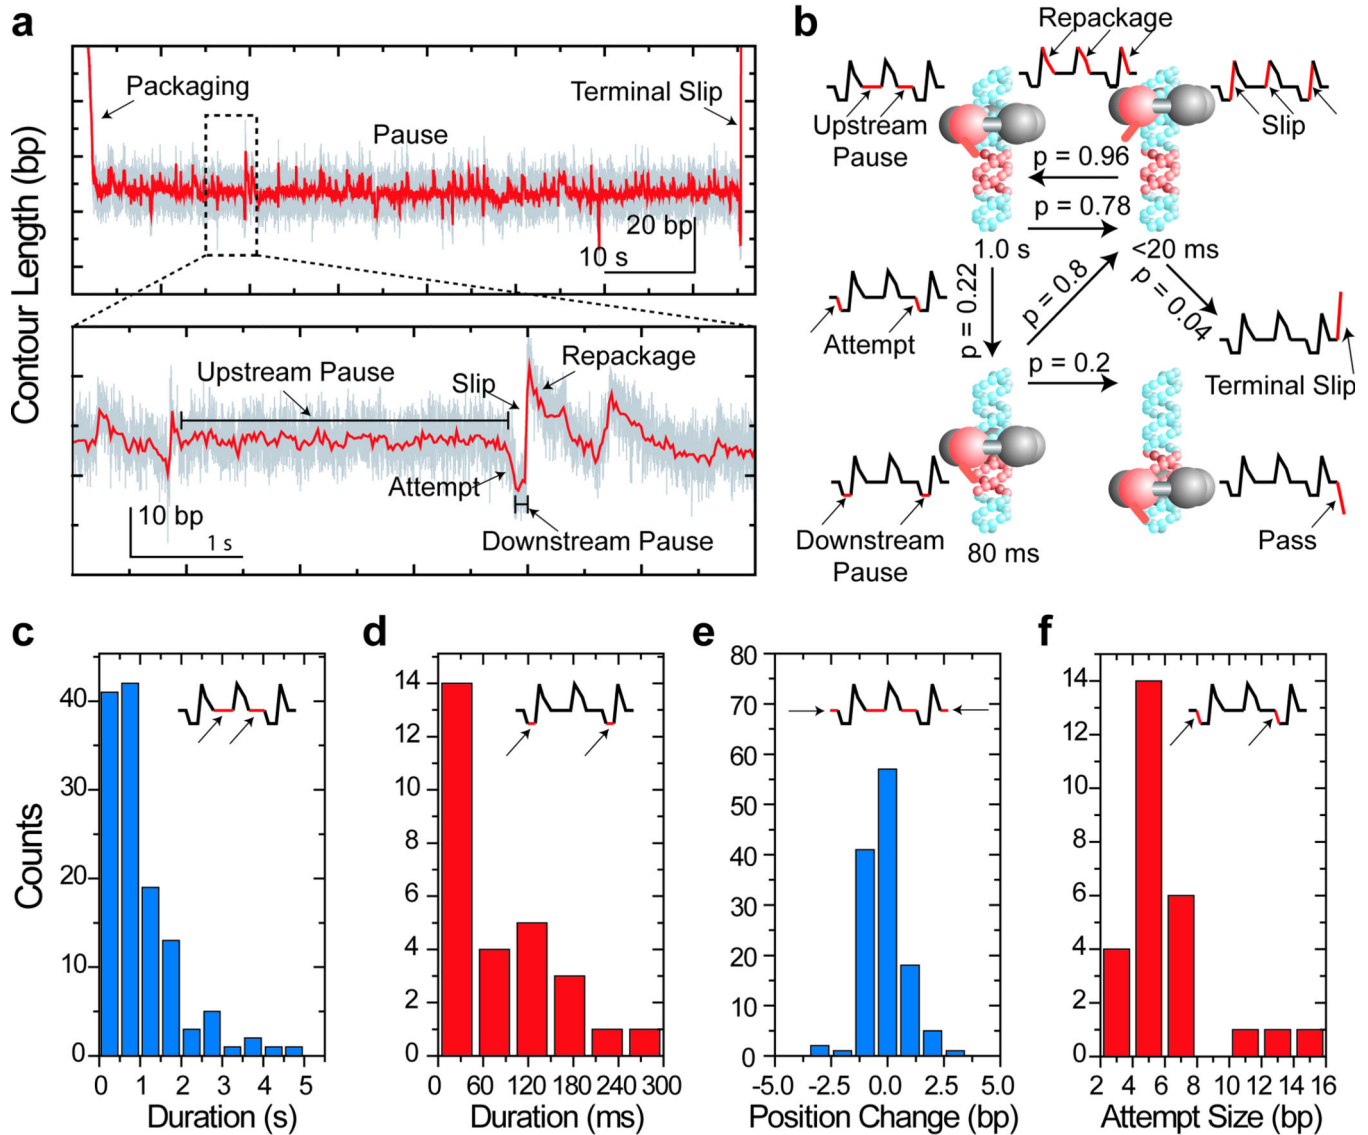 a
Contour Length (bp)
Packaging
Pause
Terminal Slip
20 bp
10 s
Upstream Pause
Slip
Repackage
Attempt
Downstream Pause
10 bp
1 s
b
Repackage
Upstream
Pause
Slip
p = 0.96
p = 0.78
1.0 s
<20 ms
Attempt
p = 0.22
p = 0.8
p = 0.04
Terminal Slip
p = 0.2
Downstream
Pause
80 ms
Pass
c
Counts
40
30
20
10
0
0 1 2 3 4 5
Duration (s)
d
14
12
10
8
6
4
2
0
0 60 120 180 240 300
Duration (ms)
e
80
70
60
50
40
30
20
10
0
-5.0 -2.5 0.0 2.5 5.0
Position Change (bp)
f
14
12
10
8
6
4
2
0
2 4 6 8 10 12 14 16
Attempt Size (bp)